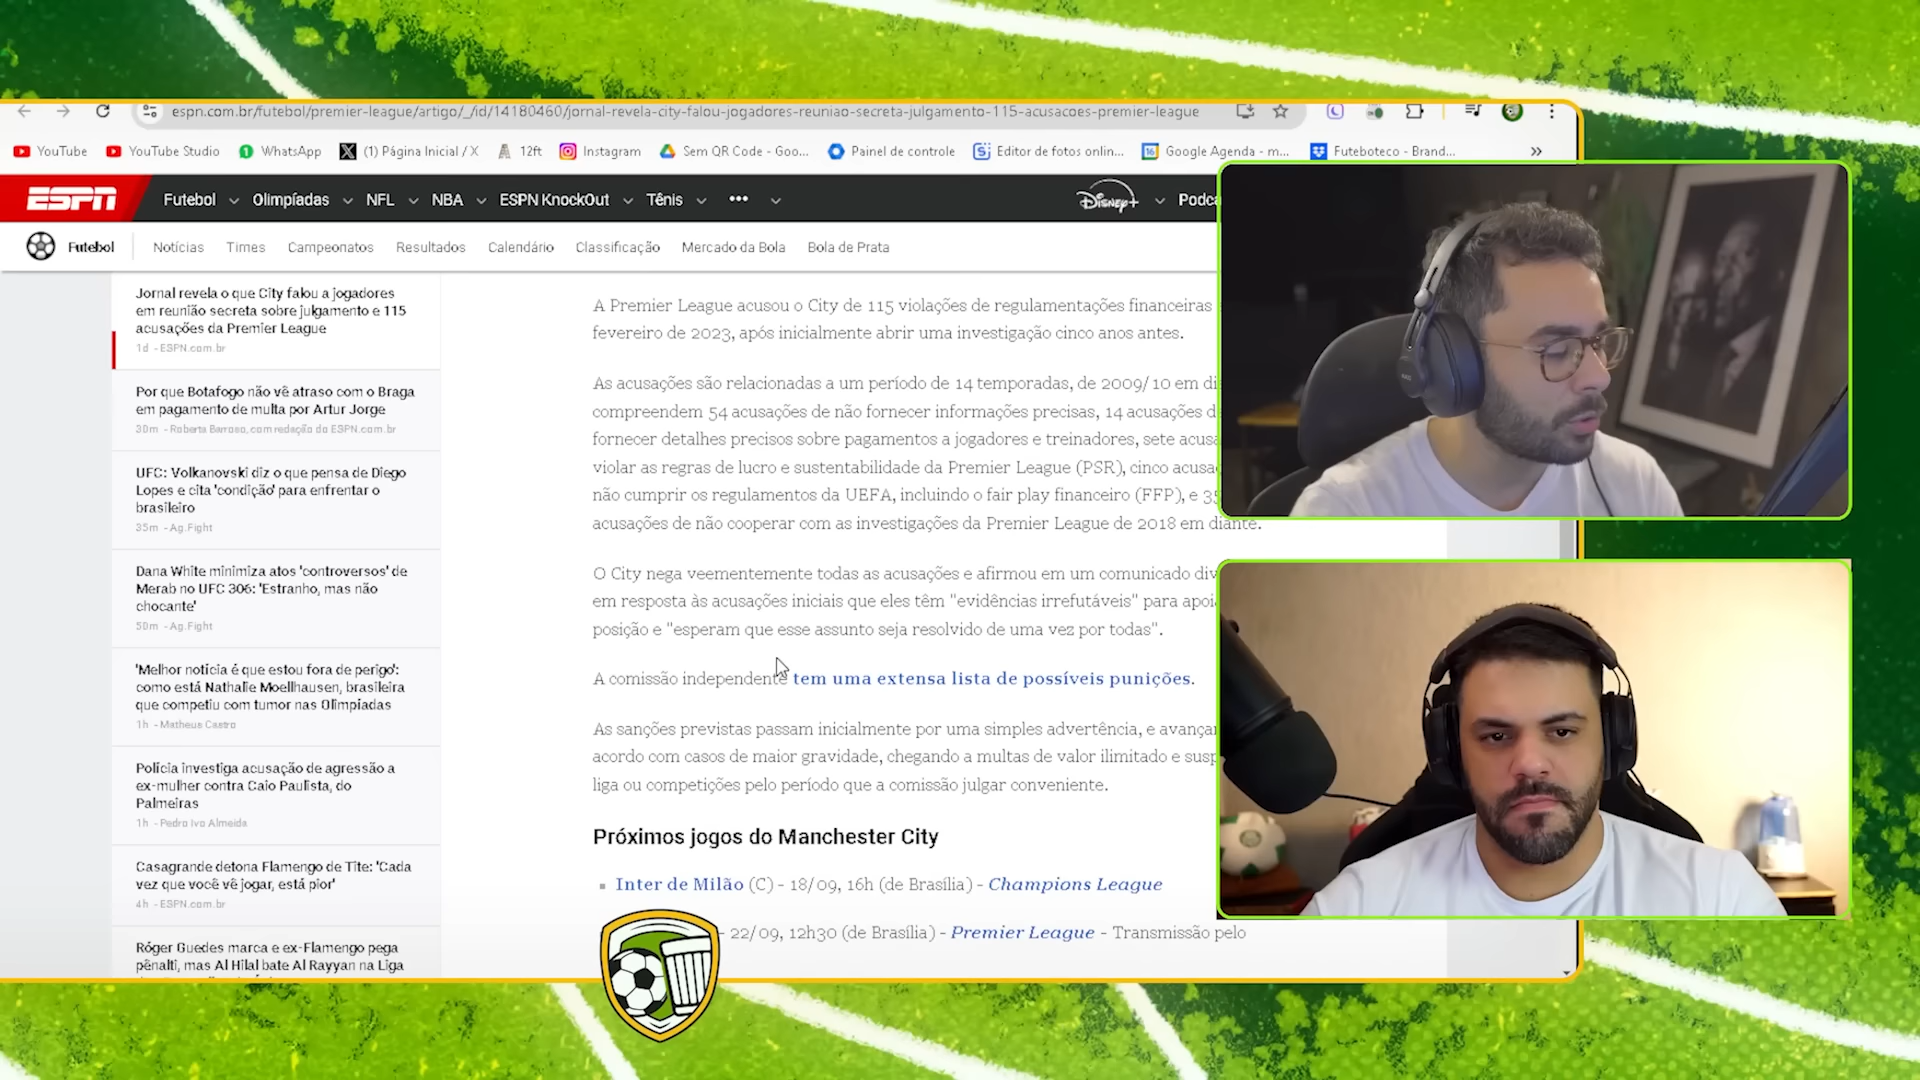 espn.com.br/futebol/premier-league/artigo/_/id/14180460/jornal-revela-city-falou-jogadores-reuniao-secreta-julgamento-115-acusacoes-premier-league
YouTube YouTube Studio WhatsApp (1) Página Inicial / X 12ft Instagram Sem QR Code - Goo... Painel de controle Editor de fotos onlin... Google Agenda - m... Futeboteco - Brand... »
ESPN Futebol Olimpíadas NFL NBA ESPN KnockOut Tênis ••• Disney+
Futebol Notícias Times Campeonatos Resultados Calendário Classificação Mercado da Bola Bola de Prata
Jornal revela o que City falou a jogadores
em reunião secreta sobre julgamento e 115
acusações da Premier League
1d - ESPN.com.br
Por que Botafogo não vê atraso com o Braga
em pagamento de multa por Artur Jorge
30m - Roberta Barroso, com redação da ESPN.com.br
UFC: Volkanovski diz o que pensa de Diego
Lopes e cita 'condição' para enfrentar o
brasileiro
35m - Ag.Fight
Dana White minimiza atos 'controversos' de
Merab no UFC 306: 'Estranho, mas não
chocante'
50m - Ag.Fight
'Melhor notícia é que estou fora de perigo':
como está Nathalie Moellhausen, brasileira
que competiu com tumor nas Olimpíadas
1h - Matheus Castro
Polícia investiga acusação de agressão a
ex-mulher contra Caio Paulista, do
Palmeiras
1h - Pedro Ivo Almeida
Casagrande detona Flamengo de Tite: 'Cada
vez que você vê jogar, está pior'
4h - ESPN.com.br
Róger Guedes marca e ex-Flamengo pega
pênalti, mas Al Hilal bate Al Rayyan na Liga
A Premier League acusou o City de 115 violações de regulamentações financeiras
fevereiro de 2023, após inicialmente abrir uma investigação cinco anos antes.
As acusações são relacionadas a um período de 14 temporadas, de 2009/10 em
compreendem 54 acusações de não fornecer informações precisas, 14 acusações
fornecer detalhes precisos sobre pagamentos a jogadores e treinadores, sete
violar as regras de lucro e sustentabilidade da Premier League (PSR), cinco
não cumprir os regulamentos da UEFA, incluindo o fair play financeiro (FFP), e 35
acusações de não cooperar com as investigações da Premier League de 2018 em diante.
O City nega veementemente todas as acusações e afirmou em um comunicado
em resposta às acusações iniciais que eles têm "evidências irrefutáveis" para
posição e "esperam que esse assunto seja resolvido de uma vez por todas".
A comissão independente tem uma extensa lista de possíveis punições.
As sanções previstas passam inicialmente por uma simples advertência, e
acordo com casos de maior gravidade, chegando a multas de valor ilimitado e
liga ou competições pelo período que a comissão julgar conveniente.
Próximos jogos do Manchester City
Inter de Milão (C) - 18/09, 16h (de Brasília) - Champions League
- 22/09, 12h30 (de Brasília) - Premier League - Transmissão pelo